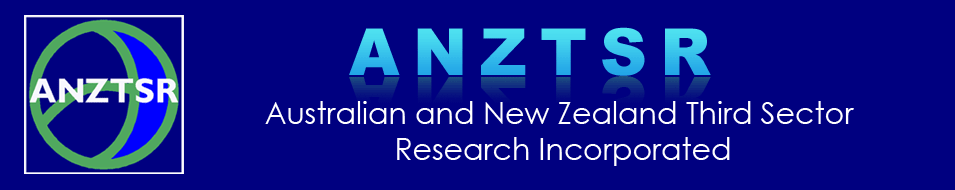 ANZTSR
ANZTSR
Australian and New Zealand Third Sector
Research Incorporated